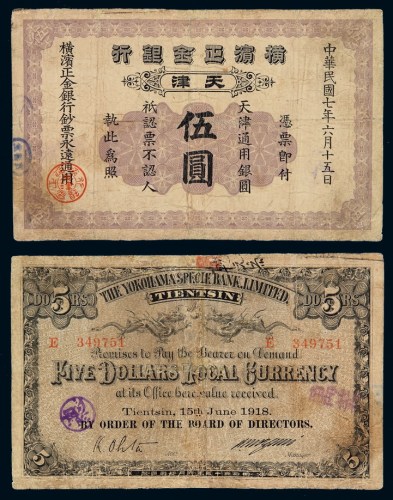 行銀金正濱橫
津天
中華民國七年六月十五日
憑票卽付
天津通用銀圓
伍圓
祇認票不認人
執此爲照
橫濱正金銀行鈔票永遠通用
THE YOKOHAMA SPECIE BANK, LIMITED.
DOLLARS. 5 5 DOLLARS.
TIENTSIN
E 349751 E 349751
Promises to Pay the Bearer on Demand
FIVE DOLLARS LOCAL CURRENCY
at its Office here value received.
Tientsin, 15th June 1918.
BY ORDER OF THE BOARD OF DIRECTORS.
5 5